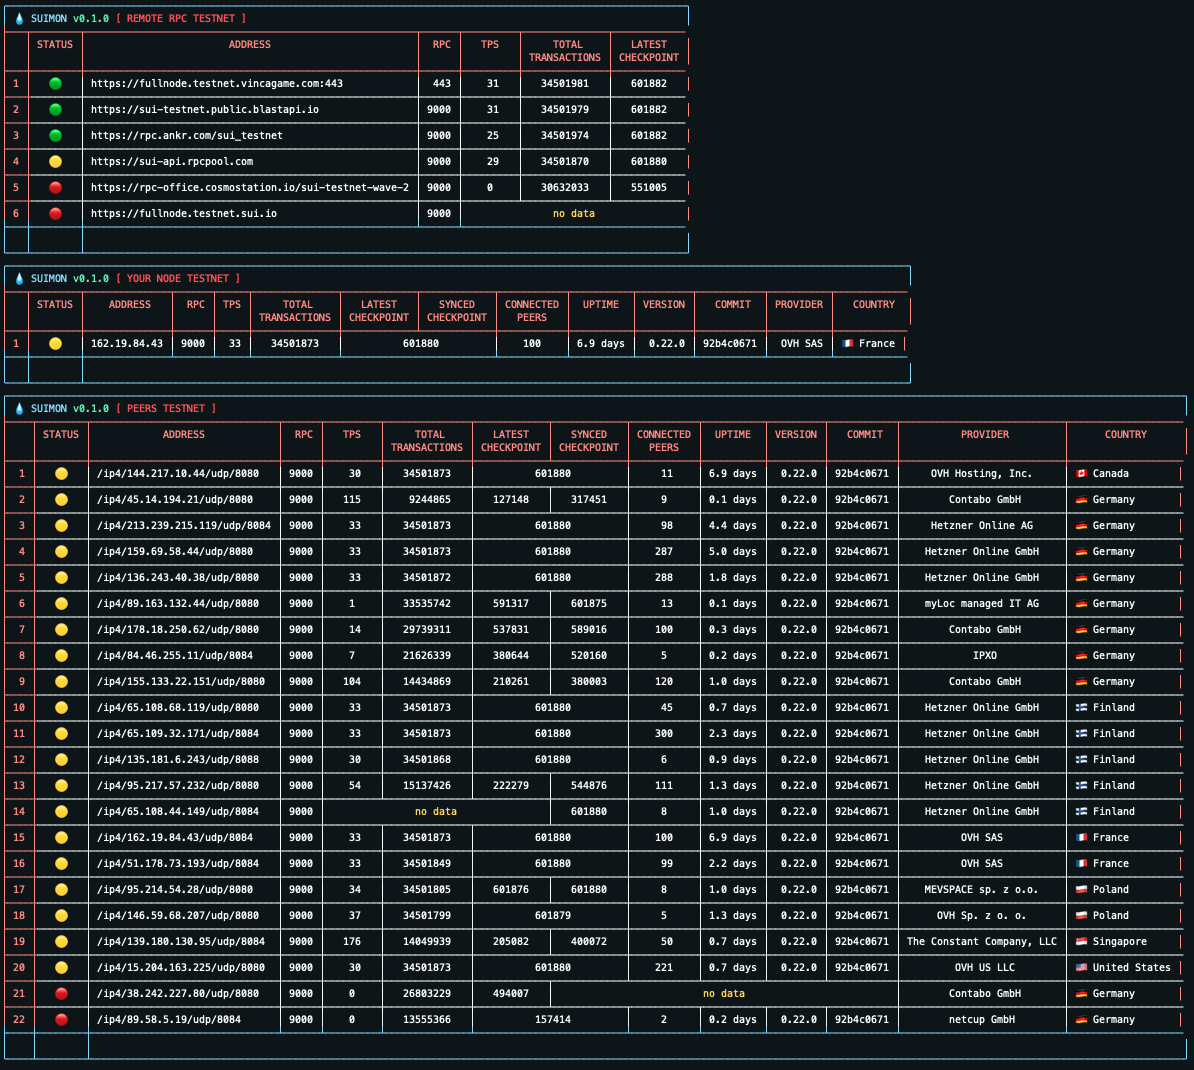 💧 SUIMON v0.1.0 [ REMOTE RPC TESTNET ]
STATUS ADDRESS RPC TPS TOTAL TRANSACTIONS LATEST CHECKPOINT
1 https://fullnode.testnet.vincagame.com:443 443 31 34501981 601882
2 https://sui-testnet.public.blastapi.io 9000 31 34501979 601882
3 https://rpc.ankr.com/sui_testnet 9000 25 34501974 601882
4 https://sui-api.rpcpool.com 9000 29 34501870 601880
5 https://rpc-office.cosmostation.io/sui-testnet-wave-2 9000 0 30632033 551005
6 https://fullnode.testnet.sui.io 9000 no data
💧 SUIMON v0.1.0 [ YOUR NODE TESTNET ]
STATUS ADDRESS RPC TPS TOTAL TRANSACTIONS LATEST CHECKPOINT SYNCED CHECKPOINT CONNECTED PEERS UPTIME VERSION COMMIT PROVIDER COUNTRY
1 162.19.84.43 9000 33 34501873 601880 100 6.9 days 0.22.0 92b4c0671 OVH SAS France
💧 SUIMON v0.1.0 [ PEERS TESTNET ]
STATUS ADDRESS RPC TPS TOTAL TRANSACTIONS LATEST CHECKPOINT SYNCED CHECKPOINT CONNECTED PEERS UPTIME VERSION COMMIT PROVIDER COUNTRY
1 /ip4/144.217.10.44/udp/8080 9000 30 34501873 601880 11 6.9 days 0.22.0 92b4c0671 OVH Hosting, Inc. Canada
2 /ip4/45.14.194.21/udp/8080 9000 115 9244865 127148 317451 9 0.1 days 0.22.0 92b4c0671 Contabo GmbH Germany
3 /ip4/213.239.215.119/udp/8084 9000 33 34501873 601880 98 4.4 days 0.22.0 92b4c0671 Hetzner Online AG Germany
4 /ip4/159.69.58.44/udp/8080 9000 33 34501873 601880 287 5.0 days 0.22.0 92b4c0671 Hetzner Online GmbH Germany
5 /ip4/136.243.40.38/udp/8080 9000 33 34501872 601880 288 1.8 days 0.22.0 92b4c0671 Hetzner Online GmbH Germany
6 /ip4/89.163.132.44/udp/8080 9000 1 33535742 591317 601875 13 0.1 days 0.22.0 92b4c0671 myLoc managed IT AG Germany
7 /ip4/178.18.250.62/udp/8080 9000 14 29739311 537831 589016 100 0.3 days 0.22.0 92b4c0671 Contabo GmbH Germany
8 /ip4/84.46.255.11/udp/8084 9000 7 21626339 380644 520160 5 0.2 days 0.22.0 92b4c0671 IPXO Germany
9 /ip4/155.133.22.151/udp/8080 9000 104 14434869 210261 380003 120 1.0 days 0.22.0 92b4c0671 Contabo GmbH Germany
10 /ip4/65.108.68.119/udp/8080 9000 33 34501873 601880 45 0.7 days 0.22.0 92b4c0671 Hetzner Online GmbH Finland
11 /ip4/65.109.32.171/udp/8084 9000 33 34501873 601880 300 2.3 days 0.22.0 92b4c0671 Hetzner Online GmbH Finland
12 /ip4/135.181.6.243/udp/8088 9000 30 34501868 601880 6 0.9 days 0.22.0 92b4c0671 Hetzner Online GmbH Finland
13 /ip4/95.217.57.232/udp/8080 9000 54 15137426 222279 544876 111 1.3 days 0.22.0 92b4c0671 Hetzner Online GmbH Finland
14 /ip4/65.108.44.149/udp/8084 9000 no data 601880 8 1.0 days 0.22.0 92b4c0671 Hetzner Online GmbH Finland
15 /ip4/162.19.84.43/udp/8084 9000 33 34501873 601880 100 6.9 days 0.22.0 92b4c0671 OVH SAS France
16 /ip4/51.178.73.193/udp/8084 9000 33 34501849 601880 99 2.2 days 0.22.0 92b4c0671 OVH SAS France
17 /ip4/95.214.54.28/udp/8080 9000 34 34501805 601876 601880 8 1.0 days 0.22.0 92b4c0671 MEVSPACE sp. z o.o. Poland
18 /ip4/146.59.68.207/udp/8080 9000 37 34501799 601879 5 1.3 days 0.22.0 92b4c0671 OVH Sp. z o. o. Poland
19 /ip4/139.180.130.95/udp/8084 9000 176 14049939 205082 400072 50 0.7 days 0.22.0 92b4c0671 The Constant Company, LLC Singapore
20 /ip4/15.204.163.225/udp/8080 9000 30 34501873 601880 221 0.7 days 0.22.0 92b4c0671 OVH US LLC United States
21 /ip4/38.242.227.80/udp/8080 9000 0 26803229 494007 no data Contabo GmbH Germany
22 /ip4/89.58.5.19/udp/8084 9000 0 13555366 157414 2 0.2 days 0.22.0 92b4c0671 netcup GmbH Germany